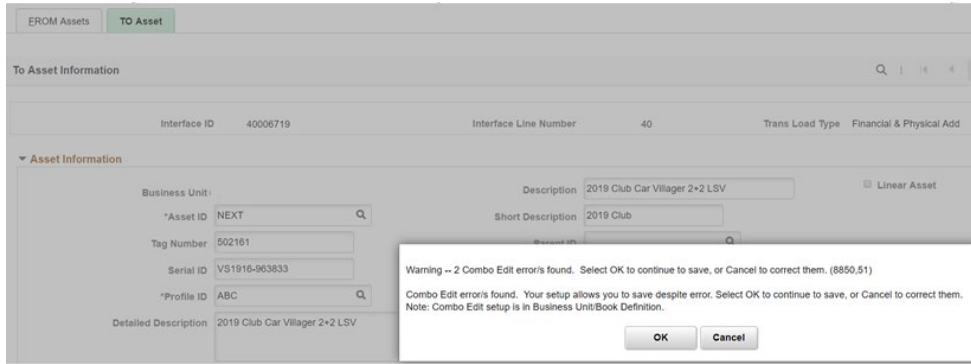 FROM Assets TO Asset
To Asset Information
Interface ID 40006719 Interface Line Number 40 Trans Load Type Financial & Physical Add
Asset Information
Business Unit Description 2019 Club Car Villager 2+2 LSV Linear Asset
*Asset ID NEXT Short Description 2019 Club
Tag Number 502161 Parent ID
Serial ID VS1916-963833
*Profile ID ABC
Detailed Description 2019 Club Car Villager 2+2 LSV
Warning -- 2 Combo Edit error/s found. Select OK to continue to save, or Cancel to correct them. (8850,51)
Combo Edit error/s found. Your setup allows you to save despite error. Select OK to continue to save, or Cancel to correct them.
Note: Combo Edit setup is in Business Unit/Book Definition.
OK Cancel